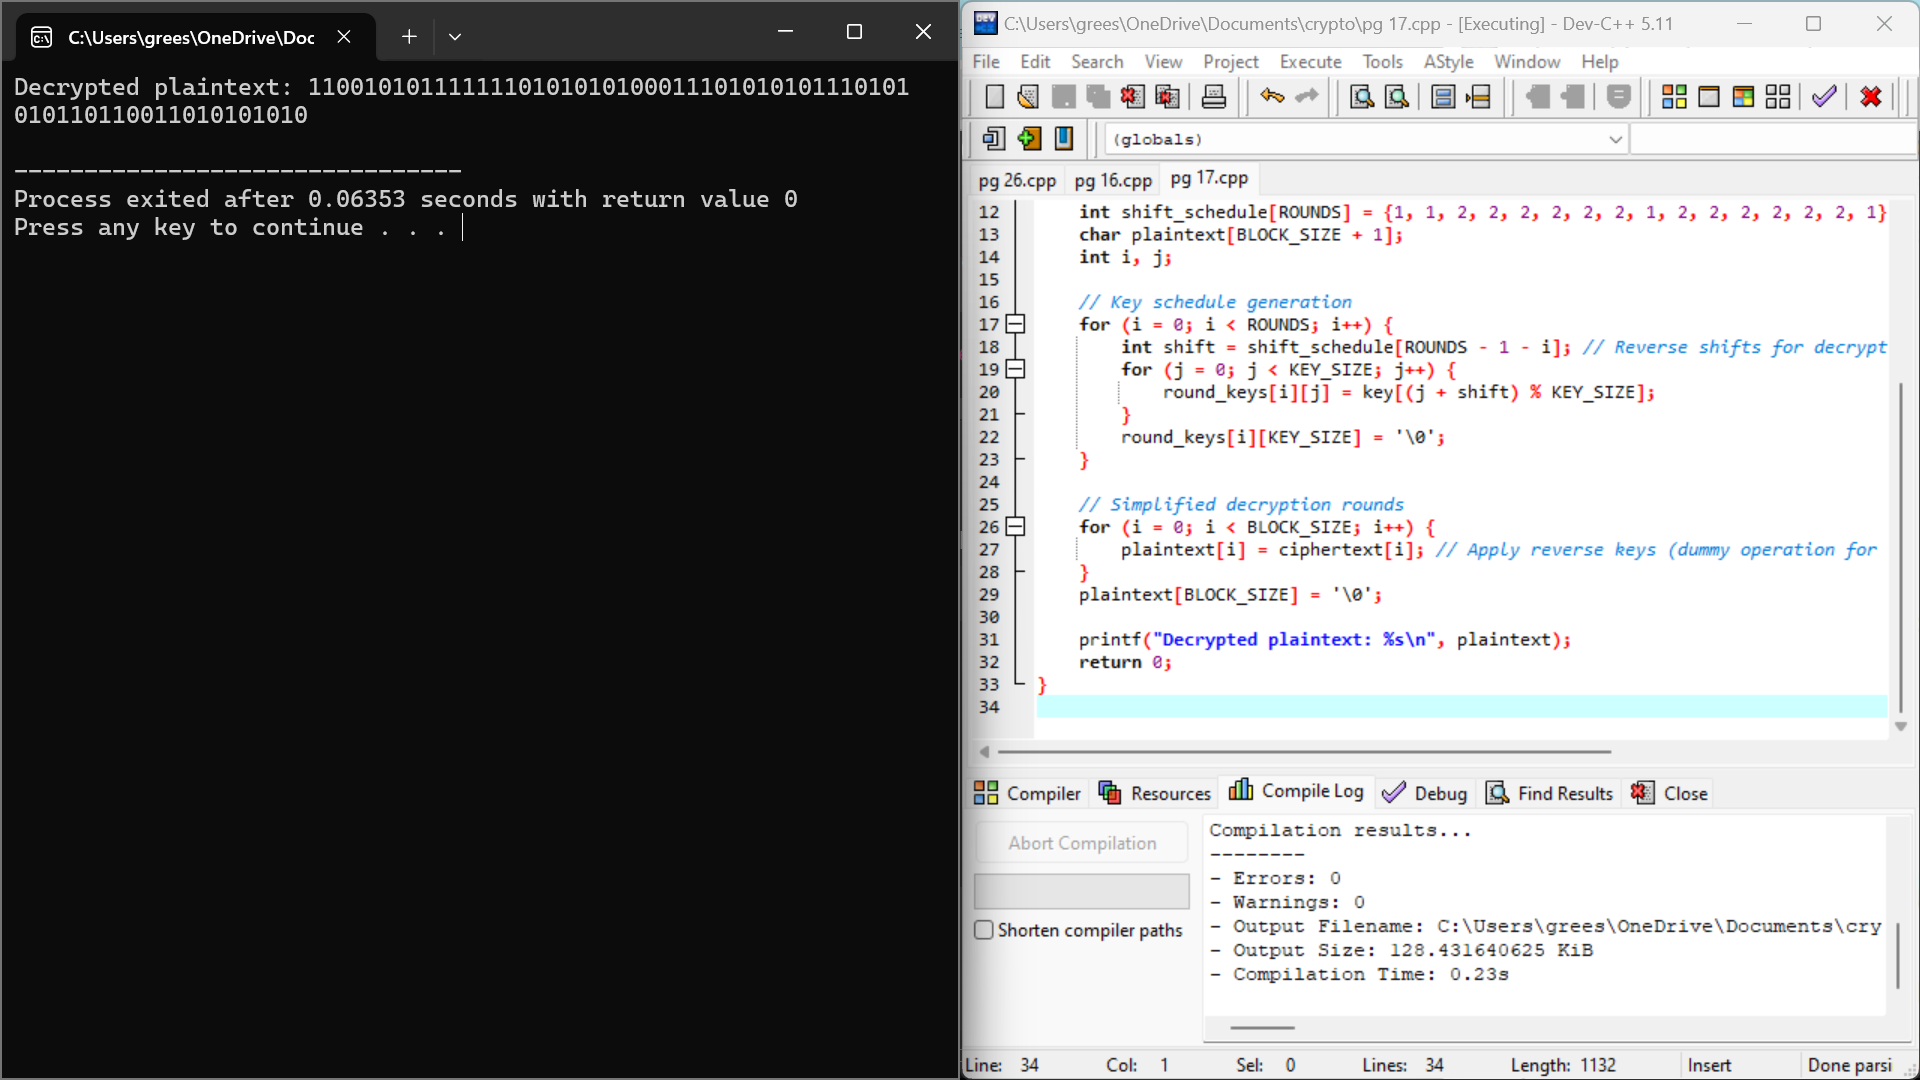 C:\Users\grees\OneDrive\Doc
Decrypted plaintext: 1100101011111111010101010001110101010101110101
010110110011010101010
--------------------------------
Process exited after 0.06353 seconds with return value 0
Press any key to continue . . .
C:\Users\grees\OneDrive\Documents\crypto\pg 17.cpp - [Executing] - Dev-C++ 5.11
File Edit Search View Project Execute Tools AStyle Window Help
(globals)
pg 26.cpp pg 16.cpp pg 17.cpp
12 int shift_schedule[ROUNDS] = {1, 1, 2, 2, 2, 2, 2, 2, 1, 2, 2, 2, 2, 2, 2, 1}
13 char plaintext[BLOCK_SIZE + 1];
14 int i, j;
15
16 // Key schedule generation
17 for (i = 0; i < ROUNDS; i++) {
18 int shift = shift_schedule[ROUNDS - 1 - i]; // Reverse shifts for decrypt
19 for (j = 0; j < KEY_SIZE; j++) {
20 round_keys[i][j] = key[(j + shift) % KEY_SIZE];
21 }
22 round_keys[i][KEY_SIZE] = '\0';
23 }
24
25 // Simplified decryption rounds
26 for (i = 0; i < BLOCK_SIZE; i++) {
27 plaintext[i] = ciphertext[i]; // Apply reverse keys (dummy operation for
28 }
29 plaintext[BLOCK_SIZE] = '\0';
30
31 printf("Decrypted plaintext: %s\n", plaintext);
32 return 0;
33 }
34
Compiler Resources Compile Log Debug Find Results Close
Abort Compilation
Shorten compiler paths
Compilation results...
--------
- Errors: 0
- Warnings: 0
- Output Filename: C:\Users\grees\OneDrive\Documents\cry
- Output Size: 128.431640625 KiB
- Compilation Time: 0.23s
Line: 34 Col: 1 Sel: 0 Lines: 34 Length: 1132 Insert Done parsi